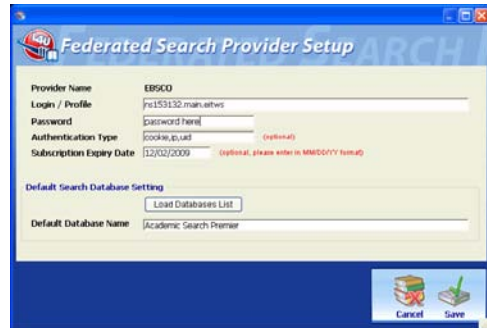 Federated Search Provider Setup
Provider Name EBSCO
Login / Profile ns153132.main.eitws
Password password here
Authentication Type cookie,ip,uid (optional)
Subscription Expiry Date 12/02/2009 (optional, please enter in MM/DD/YY format)
Default Search Database Setting
Load Databases List
Default Database Name Academic Search Premier
Cancel Save